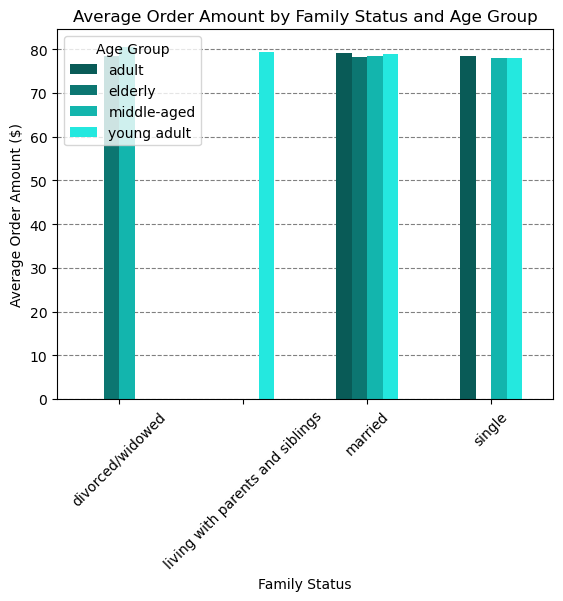 Average Order Amount by Family Status and Age Group
Average Order Amount ($)
80
70
60
50
40
30
20
10
0
Age Group
adult
elderly
middle-aged
young adult
divorced/widowed
living with parents and siblings
married
single
Family Status